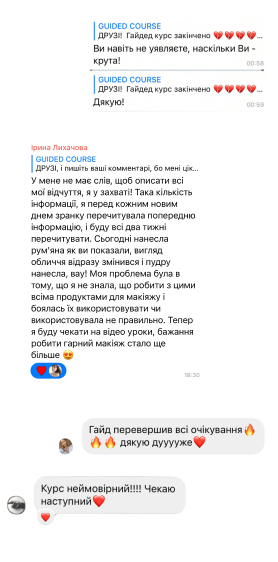 GUIDED COURSE
ДРУЗІ! Гайдед курс закінчено 💔💔💔💔...
Ви навіть не уявляєте, наскільки Ви -
крута!
00:58
GUIDED COURSE
ДРУЗІ! Гайдед курс закінчено 💔💔💔💔...
Дякую!
00:59
Ірина Лихачова
GUIDED COURSE
ДРУЗІ, і пишіть ваші комментарі, бо мені цік...
У мене не має слів, щоб описати всі
мої відчуття, я у захваті! Така кількість
інформації, я перед кожним новим
днем зранку перечитувала попередню
інформацію, і буду всі два тижні
перечитувати. Сьогодні нанесла
рум'яна як ви показали, вигляд
обличчя відразу змінився і пудру
нанесла, вау! Моя проблема була в
тому, що я не знала, що робити з цими
всіма продуктами для макіяжу і
боялась їх використовувати чи
використовувала не правильно. Тепер
я буду чекати на відео уроки, бажання
робити гарний макіяж стало ще
більше 😍
18:30
Гайд перевершив всі очікування🔥
🔥🔥 дякую дууууже❤️
Курс неймовірний!!!! Чекаю
наступний❤️